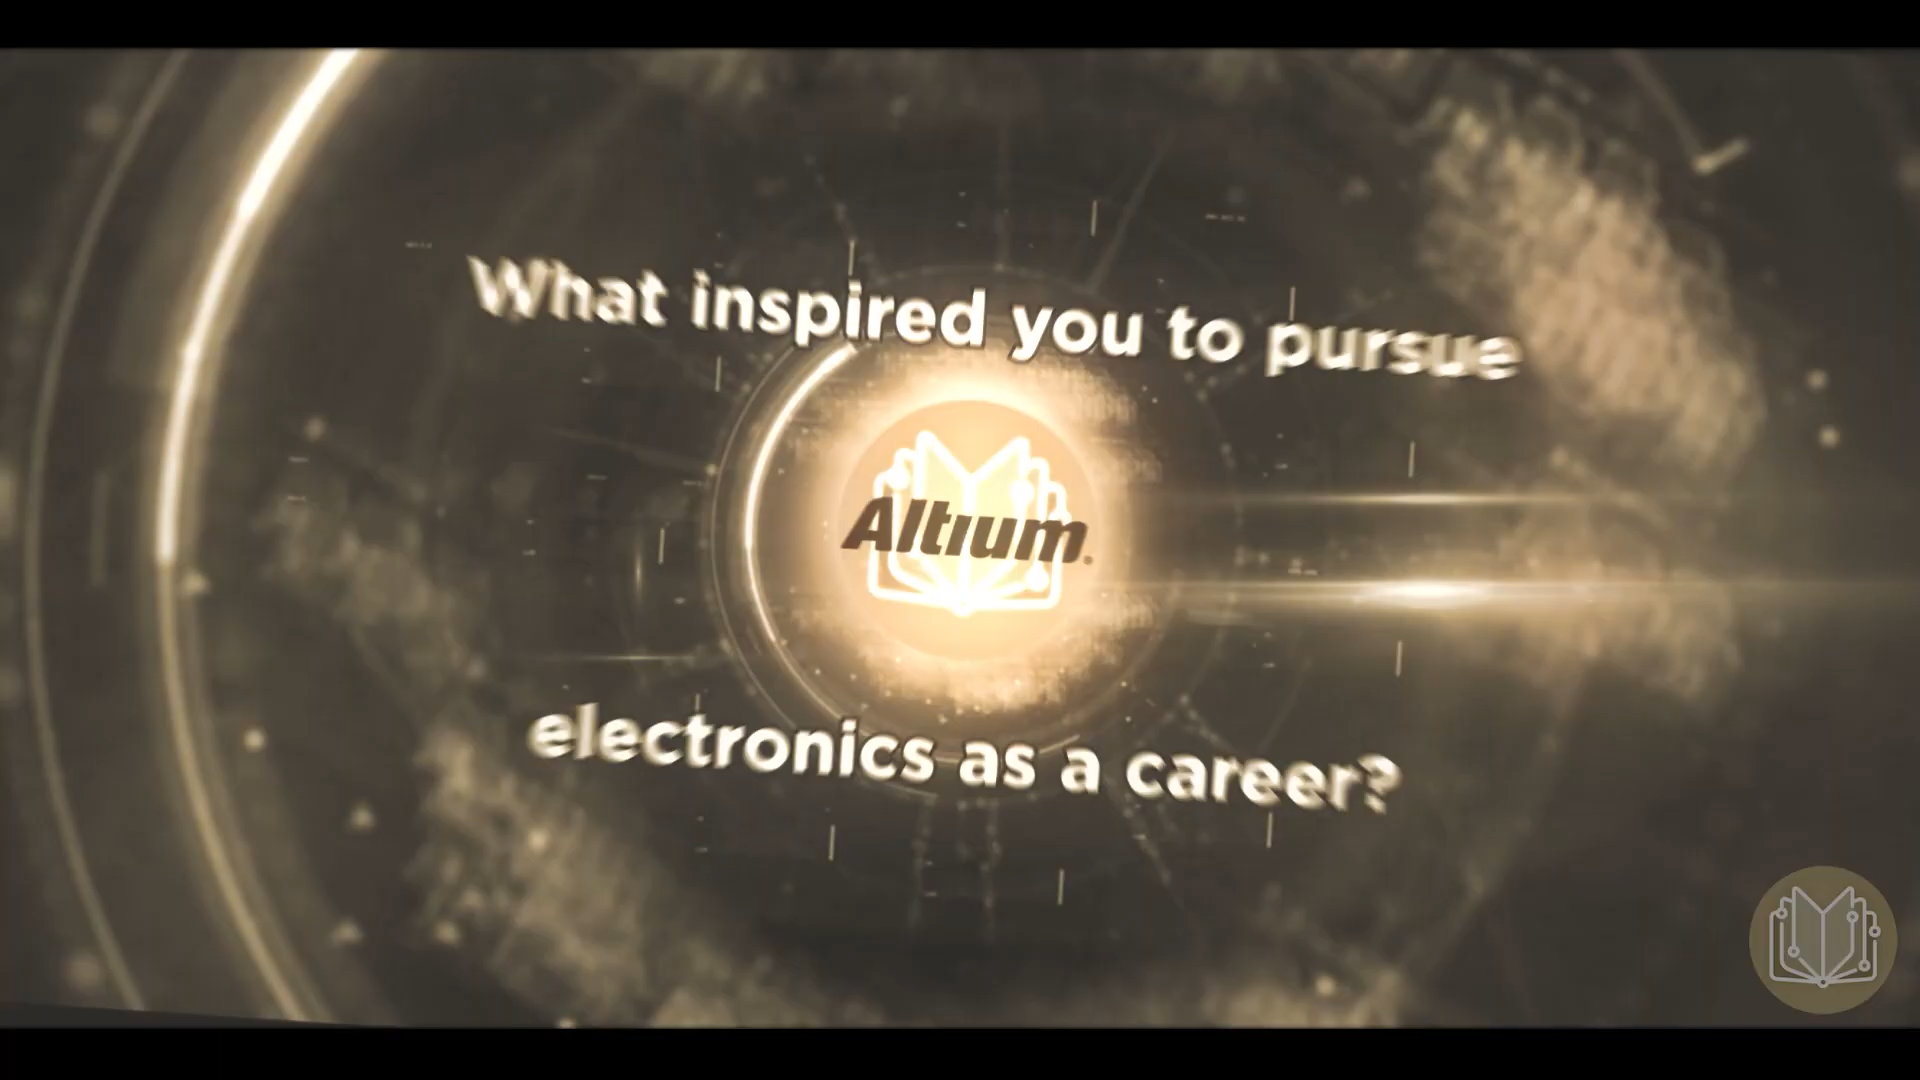 What inspired you to pursue
Altium®
electronics as a career?